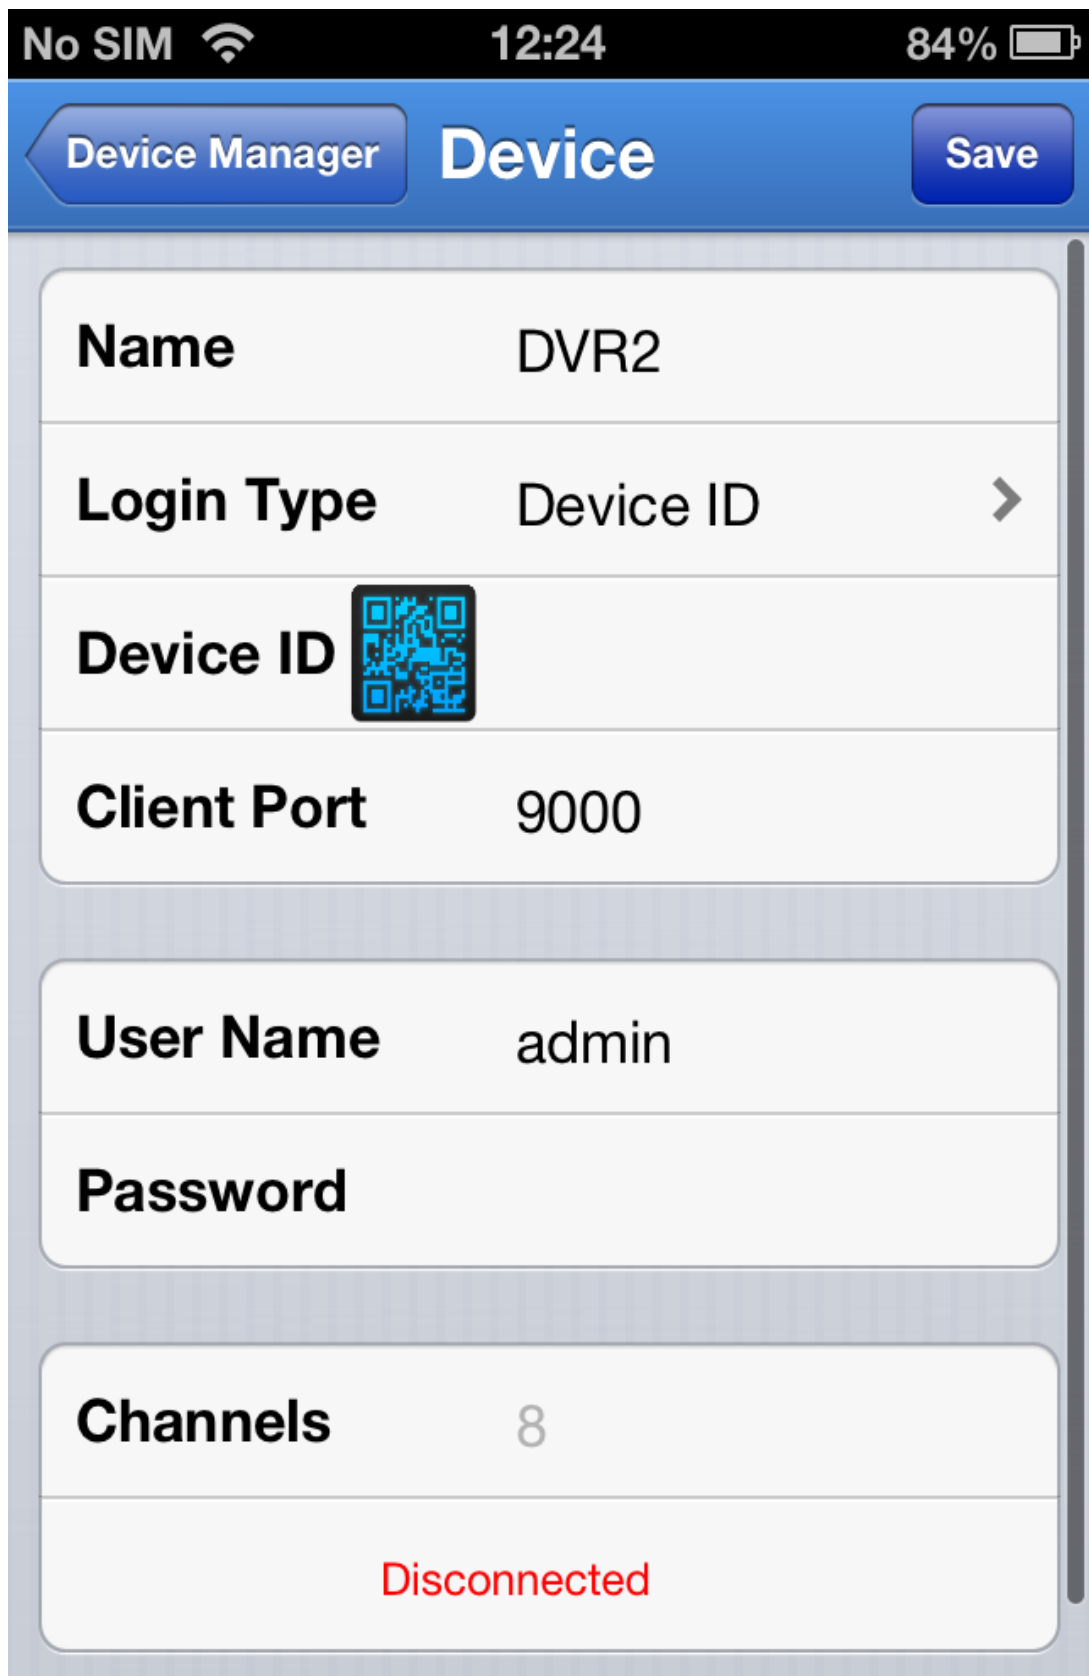 No SIM 12:24 84%
Device Manager Device Save
Name DVR2
Login Type Device ID
Device ID
Client Port 9000
User Name admin
Password
Channels 8
Disconnected